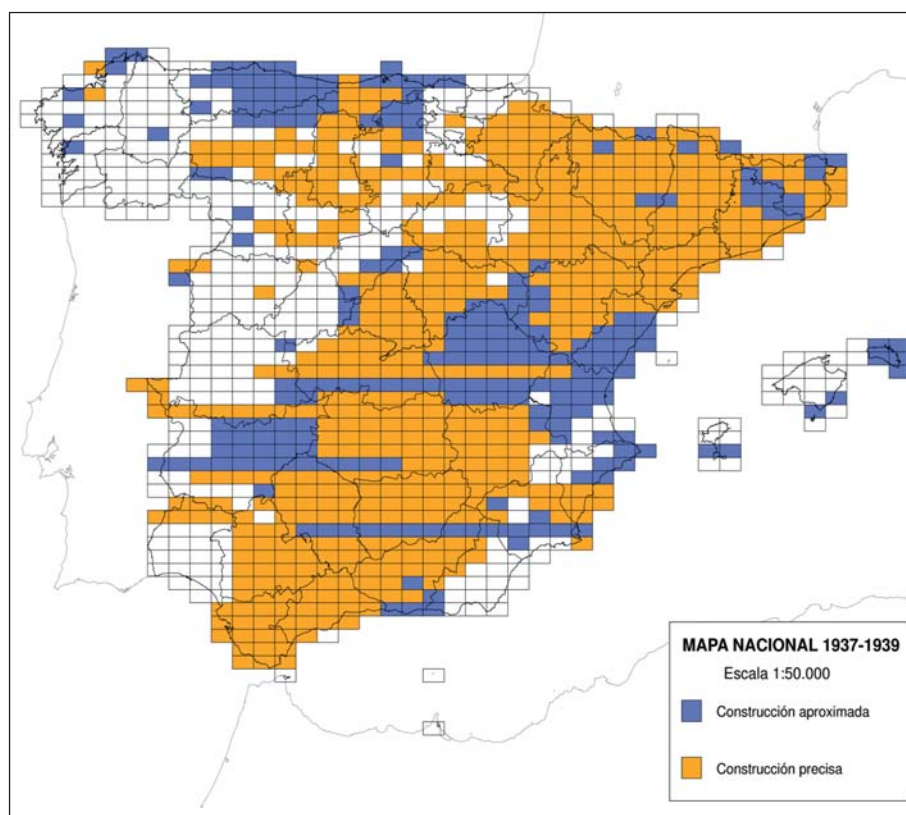 MAPA NACIONAL 1937-1939
Escala 1:50.000
Construcción aproximada
Construcción precisa